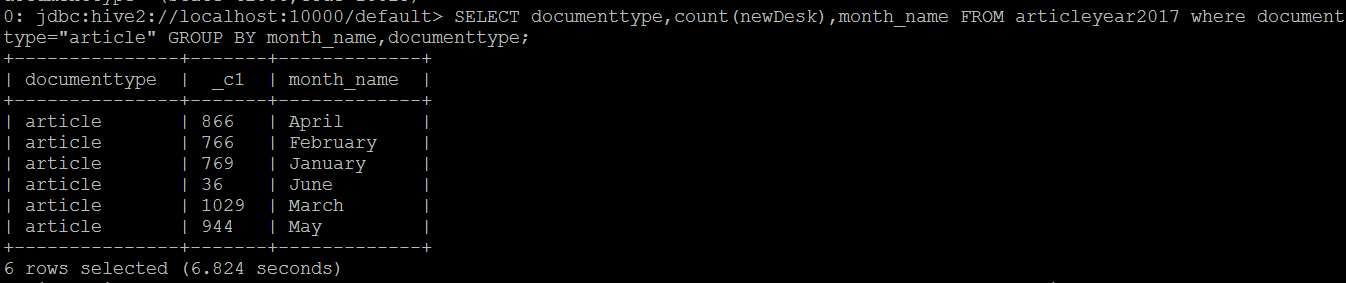 0: jdbc:hive2://localhost:10000/default> SELECT documenttype,count(newDesk),month_name FROM articleyear2017 where document
type="article" GROUP BY month_name,documenttype;
+---------------+-------+-------------+
| documenttype  |  _c1  | month_name  |
+---------------+-------+-------------+
| article       | 866   | April       |
| article       | 766   | February    |
| article       | 769   | January     |
| article       | 36    | June        |
| article       | 1029  | March       |
| article       | 944   | May         |
+---------------+-------+-------------+
6 rows selected (6.824 seconds)